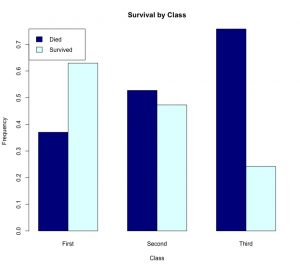 Survival by Class
Died
Survived
Frequency
0.7
0.6
0.5
0.4
0.3
0.2
0.1
0.0
First Second Third
Class